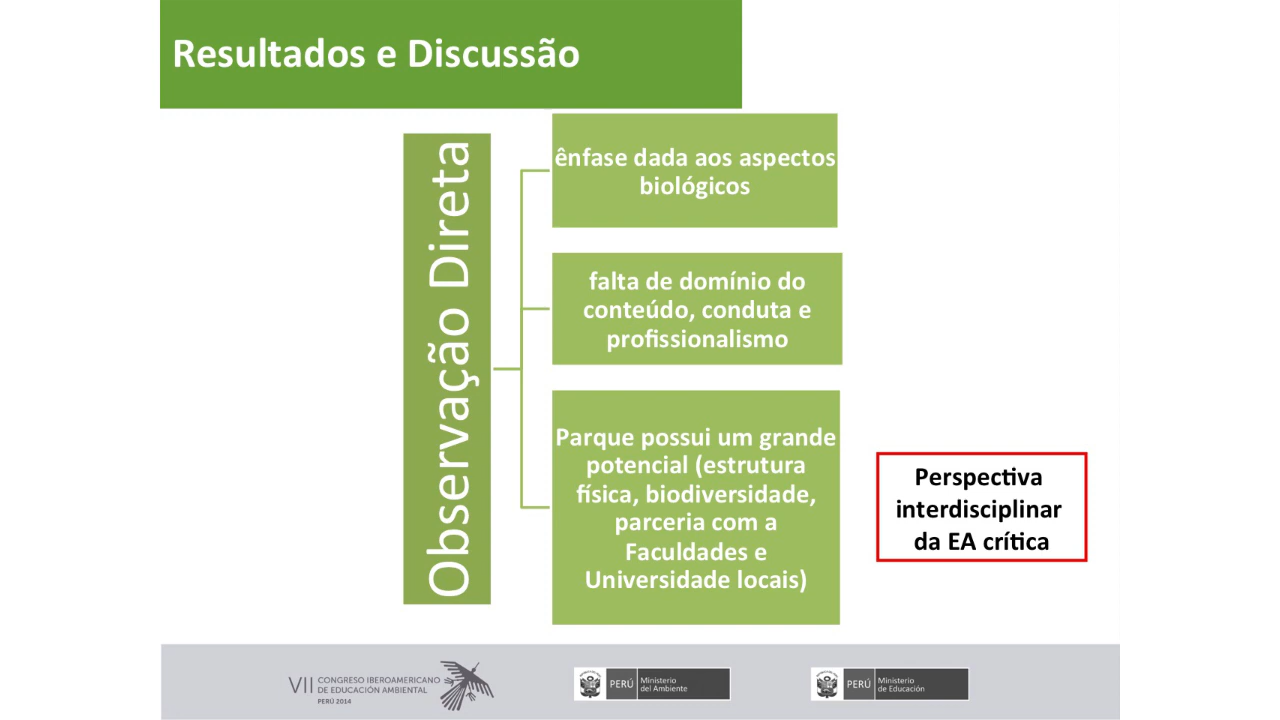 Resultados e Discussão
Observação Direta
ênfase dada aos aspectos
biológicos
falta de domínio do
conteúdo, conduta e
profissionalismo
Parque possui um grande
potencial (estrutura
física, biodiversidade,
parceria com a
Faculdades e
Universidade locais)
Perspectiva
interdisciplinar
da EA crítica
VII
CONGRESO IBEROAMERICANO
DE EDUCACIÓN AMBIENTAL
PERÚ 2014
PERÚ
Ministerio
del Ambiente
PERÚ
Ministerio
de Educación